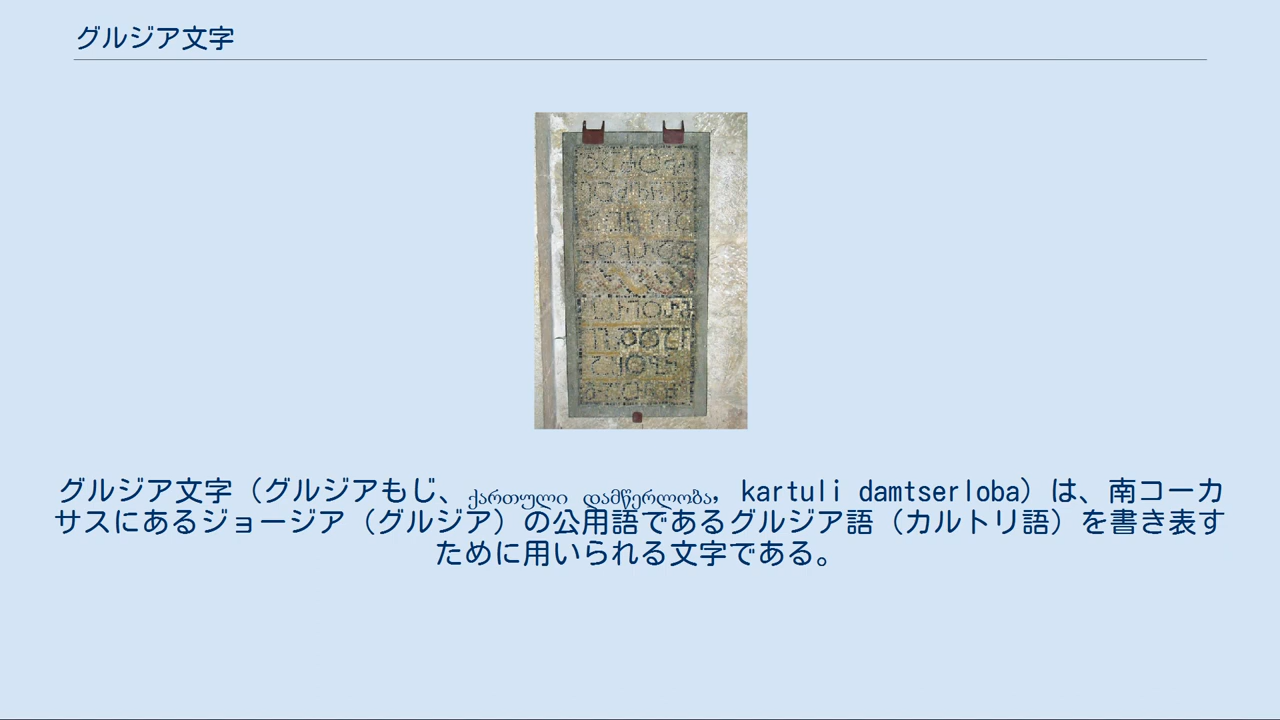 グルジア文字
グルジア文字（グルジアもじ、ქართული დამწერლობა, kartuli damtserloba）は、南コーカ
サスにあるジョージア（グルジア）の公用語であるグルジア語（カルトリ語）を書き表す
ために用いられる文字である。